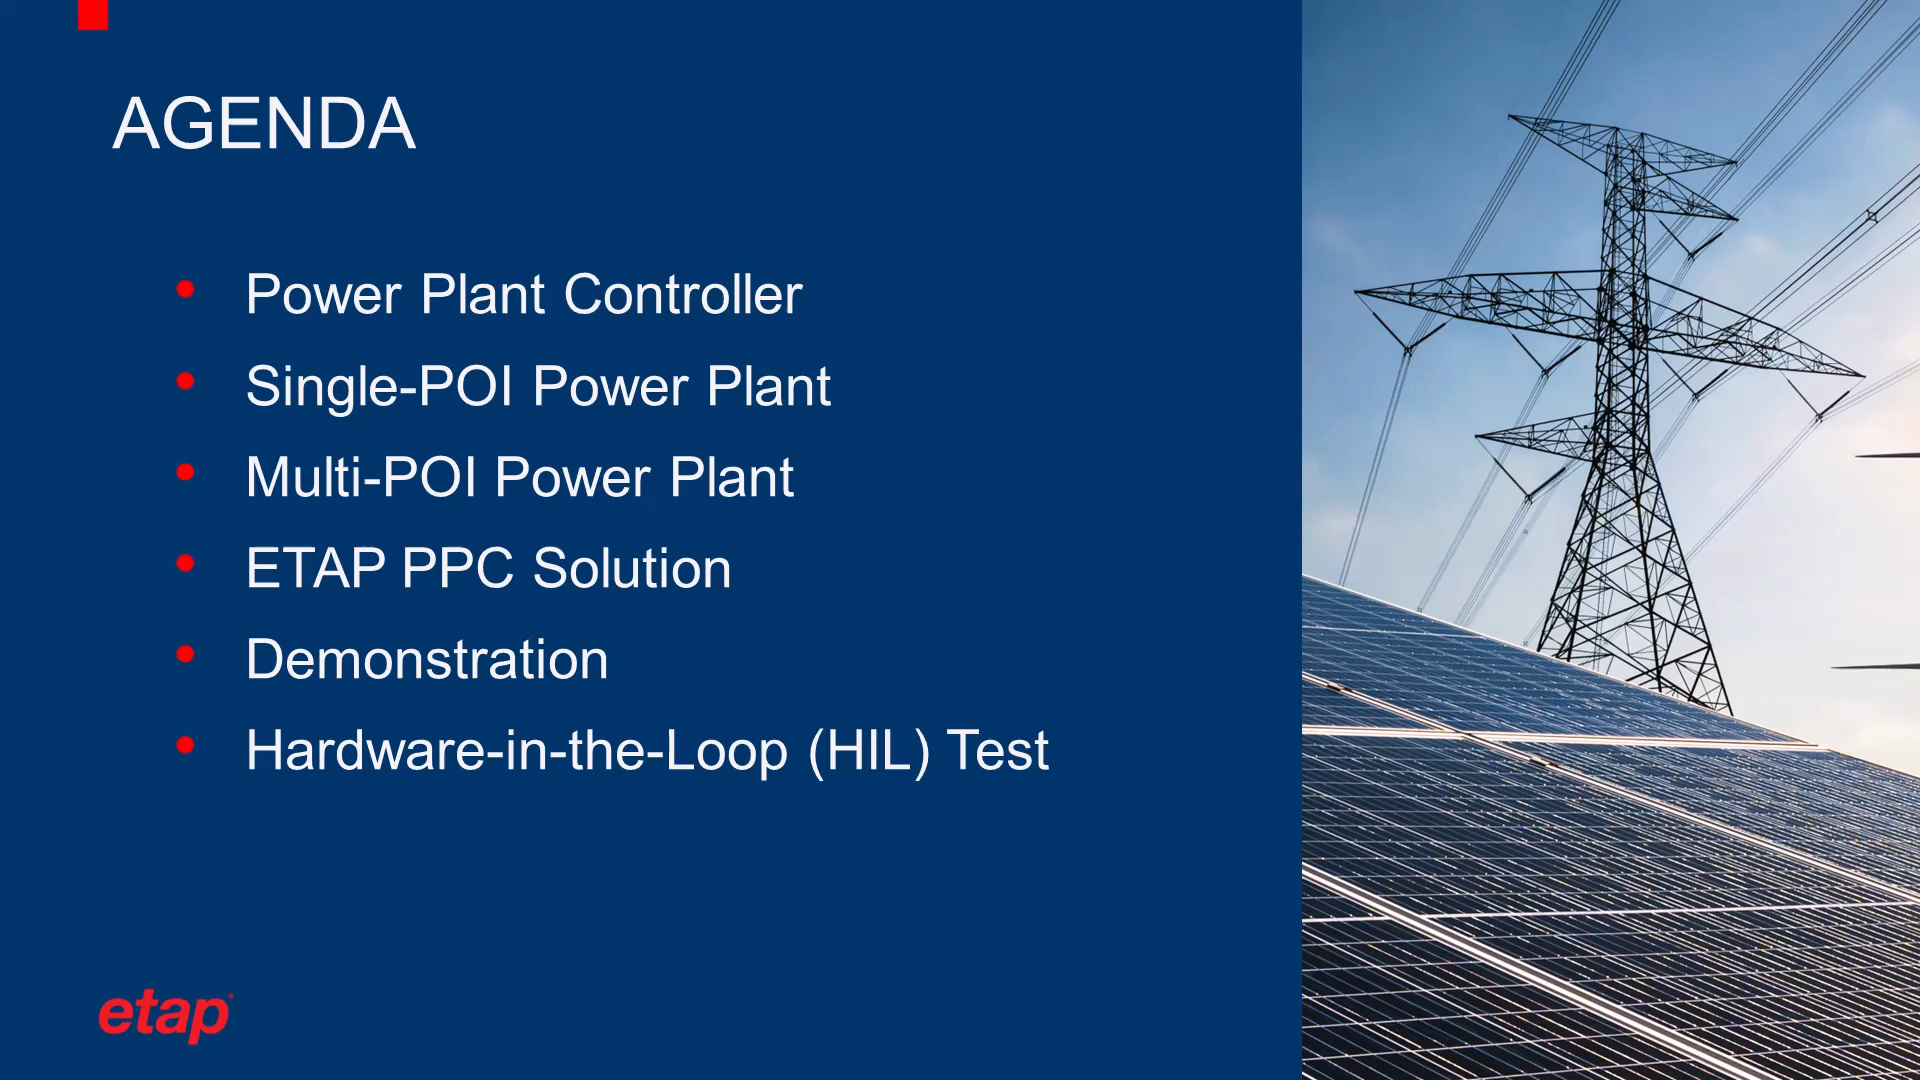 AGENDA
• Power Plant Controller
• Single-POI Power Plant
• Multi-POI Power Plant
• ETAP PPC Solution
• Demonstration
• Hardware-in-the-Loop (HIL) Test
etap